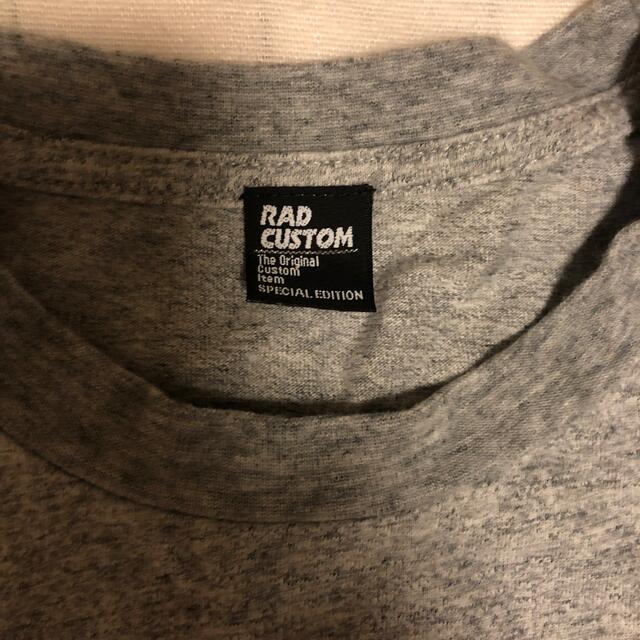 RAD
CUSTOM
The Original
Custom
Item
SPECIAL EDITION